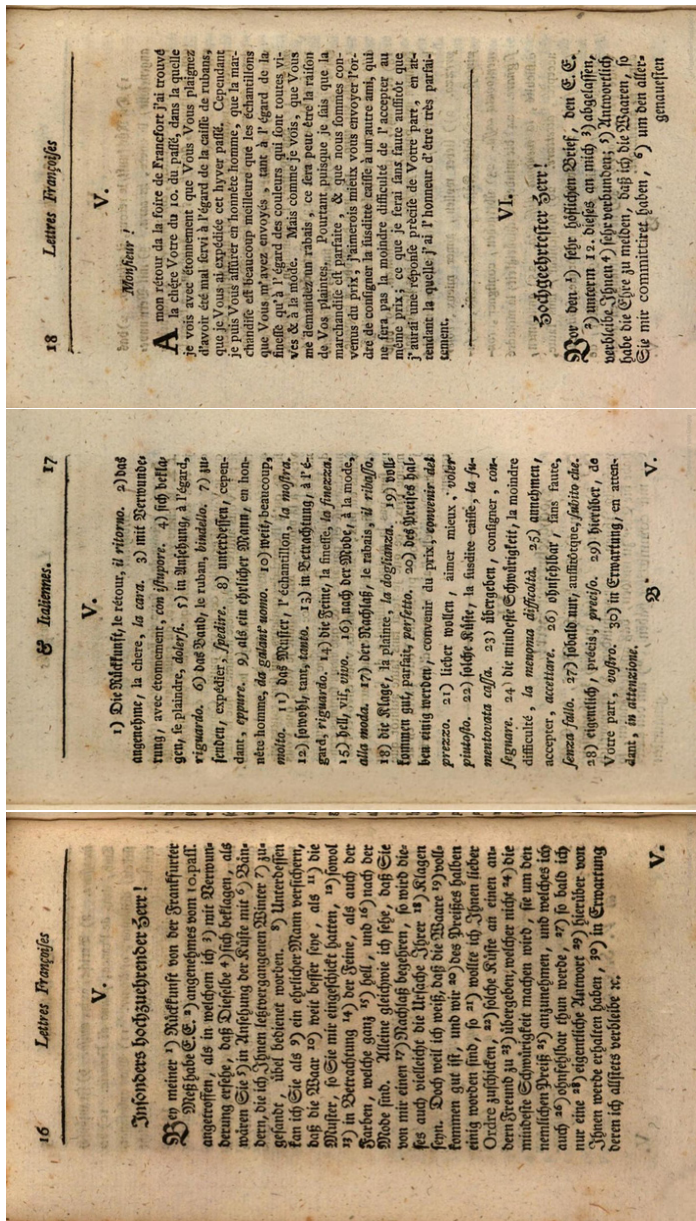 16 Lettres Françoises
V.
Insonders hochzuehrender Herr!
Bey meiner ¹) Rückkunft von der Frankfurter
Meß habe E.E. ²) angenehmes vom 10. pass.
angetroffen, als in welchem ich ³) mit Verwun-
derung ersehe, daß Dieselbe ⁴) sich beklagen, als
wären Sie ⁵) in Ansehung der Küste mit ⁶) Bän-
dern, die ich Ihnen letztvergangenen Winter ⁷) zu-
gesandt, übel bedienet worden. ⁸) Unterdessen
kan ich Sie als ⁹) ein ehrlicher Mann versichern,
daß die Waar ¹⁰) weit besser seye, als ¹¹) die
Muster, so Sie mir eingeschickt hatten, ¹²) sowol
¹³) in Betrachtung ¹⁴) der Feine, als auch der
Farben, welche ganz ¹⁵) hell, und ¹⁶) nach der
Mode sind. Alleine gleichwie ich sehe, daß Sie
von mir einen ¹⁷) Nachlaß begehren, so wird die-
ses auch vielleicht die Ursache Ihrer ¹⁸) Klagen
seyn. Doch weil ich weiß, daß die Waare ¹⁹) voll-
kommen gut ist, und wir ²⁰) des Preißes halben
einig worden sind, so ²¹) wollte ich Ihnen lieber
Ordre zuschicken, ²²) solche Küste an einen an-
dern Freund zu ²³) übergeben; welcher nicht ²⁴) die
mindeste Schwürigkeit machen wird, sie um den
nemlichen Preiß ²⁵) anzunehmen, und welches ich
auch ²⁶) ohnfehlbar thun werde, ²⁷) so bald ich
nur eine ²⁸) eigentliche Antwort ²⁹) hierüber von
Ihnen werde erhalten haben, ³⁰) in Erwartung
deren ich allstets verbleibe ꝛc.
V.
& Italiennes. 17
V.
1) Die Rückkunft, le rétour, il ritorno. 2) das
angenehme, la chere, la cara. 3) mit Verwunde-
rung, avec étonnement, con istupore. 4) sich bekla-
gen, se plaindre, dolersi. 5) in Ansehung, à l'égard,
riguardo. 6) das Band, le ruban, bindello. 7) zu-
senden, expédier, spedire. 8) unterdessen, cepen-
dant, eppure. 9) als ein ehrlicher Mann, en hon-
nête homme, da galant uomo. 10) weit, beaucoup,
molto. 11) das Muster, l'échantillon, la mostra.
12) sowohl, tant, tanto. 13) in Betrachtung, à l'é-
gard, riguardo. 14) die Feine, la finesse, la finezza.
15) hell, vif, vivo. 16) nach der Mode, à la mode,
alla moda. 17) der Nachlaß, le rabais, il ribasso.
18) die Klage, la plainte, la doglianza. 19) voll-
kommen gut, parfait, perfetto. 20) des Preißes hal-
ben einig werden, convenir du prix, convenir del
prezzo. 21) lieber wollen, aimer mieux, voler
piutosto. 22) solche Küste, la susdite caisse, la su-
mentovata cassa. 23) übergeben, consigner, con-
segnare. 24) die mindeste Schwürigkeit, la moindre
difficulté, la menoma difficoltà. 25) annehmen,
accepter, accettare. 26) ohnfehlbar, sans faute,
senza fallo. 27) sobald nur, aussitôtque, subito che.
28) eigentlich, précis, preciso. 29) hierüber, de
Vôtre part, vostro. 30) in Erwartung, en atten-
dant, in attenzione.
B V.
18 Lettres Françoises
V.
Monsieur!
A mon rétour da la foire de Francfort j'ai trouvé
la chére Votre du 10. du passé, dans la quelle
je vois avec étonnement que Vous Vous plaignez
d'avoir été mal servi à l'égard de la caisse de rubans,
que je Vous ai expédiée cet hyver passé. Cependant
je puis Vous assûrer en honnête homme, que la mar-
chandise est beaucoup meilleure que les échantillons
que Vous m'avez envoyés, tant à l'égard de la
finesse qu'à l'égard des couleurs qui sont toutes vi-
ves & à la mode. Mais comme je vois, que Vous
me demandez un rabais, ce sera peut être la raison
de Vos plaintes. Pourtant puisque je sais que la
marchandise est parfaite, & que nous sommes con-
venus du prix, j'aimerois mieux vous envoyer l'or-
dré de consigner la susditte caisse à un autre ami, qui
ne fera pas la moindre difficulté de l'accepter au
même prix; ce que je ferai sans faute aussitôt que
j'aurai une réponse précise de Votre part, en at-
tendant la quelle j'ai l'honneur d'être très parfai-
tement.
VI.
Hochgeehrtester Herr!
Vor den ¹) sehr höflichen Brief, den E. E.
²) unterm 12. dieses an mich ³) abgelassen,
verbleibe Ihnen ⁴) sehr verbunden; ⁵) Antwortlich
habe die Ehre zu melden, daß ich die Waaren, so
Sie mir committiret haben, ⁶) um den aller-
genauesten